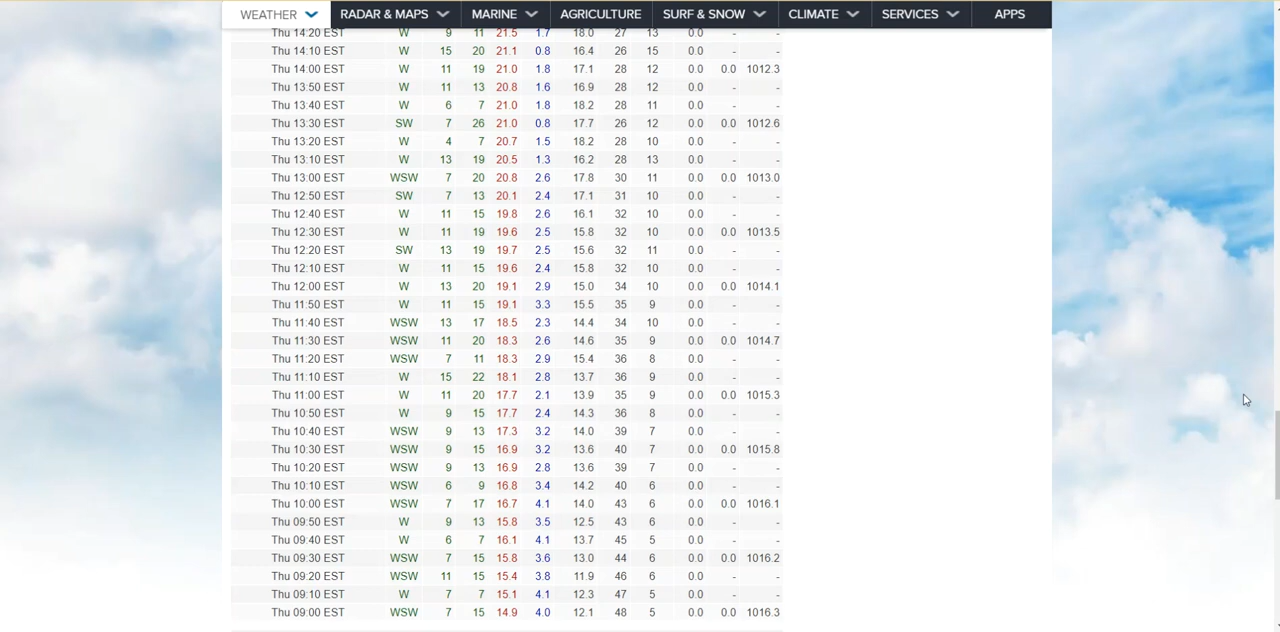 WEATHER RADAR & MAPS MARINE AGRICULTURE SURF & SNOW CLIMATE SERVICES APPS
Thu 14:20 EST W 9 11 21.5 1.7 18.0 27 13 0.0 - -
Thu 14:10 EST W 15 20 21.1 0.8 16.4 26 15 0.0 - -
Thu 14:00 EST W 11 19 21.0 1.8 17.1 28 12 0.0 0.0 1012.3
Thu 13:50 EST W 11 13 20.8 1.6 16.9 28 12 0.0 - -
Thu 13:40 EST W 6 7 21.0 1.8 18.2 28 11 0.0 - -
Thu 13:30 EST SW 7 26 21.0 0.8 17.7 26 12 0.0 0.0 1012.6
Thu 13:20 EST W 4 7 20.7 1.5 18.2 28 10 0.0 - -
Thu 13:10 EST W 13 19 20.5 1.3 16.2 28 13 0.0 - -
Thu 13:00 EST WSW 7 20 20.8 2.6 17.8 30 11 0.0 0.0 1013.0
Thu 12:50 EST SW 7 13 20.1 2.4 17.1 31 10 0.0 - -
Thu 12:40 EST W 11 15 19.8 2.6 16.1 32 10 0.0 - -
Thu 12:30 EST W 11 19 19.6 2.5 15.8 32 10 0.0 0.0 1013.5
Thu 12:20 EST SW 13 19 19.7 2.5 15.6 32 11 0.0 - -
Thu 12:10 EST W 11 15 19.6 2.4 15.8 32 10 0.0 - -
Thu 12:00 EST W 13 20 19.1 2.9 15.0 34 10 0.0 0.0 1014.1
Thu 11:50 EST W 11 15 19.1 3.3 15.5 35 9 0.0 - -
Thu 11:40 EST WSW 13 17 18.5 2.3 14.4 34 10 0.0 - -
Thu 11:30 EST WSW 11 20 18.3 2.6 14.6 35 9 0.0 0.0 1014.7
Thu 11:20 EST WSW 7 11 18.3 2.9 15.4 36 8 0.0 - -
Thu 11:10 EST W 15 22 18.1 2.8 13.7 36 9 0.0 - -
Thu 11:00 EST W 11 20 17.7 2.1 13.9 35 9 0.0 0.0 1015.3
Thu 10:50 EST W 9 15 17.7 2.4 14.3 36 8 0.0 - -
Thu 10:40 EST WSW 9 13 17.3 3.2 14.0 39 7 0.0 - -
Thu 10:30 EST WSW 9 15 16.9 3.2 13.6 40 7 0.0 0.0 1015.8
Thu 10:20 EST WSW 9 13 16.9 2.8 13.6 39 7 0.0 - -
Thu 10:10 EST WSW 6 9 16.8 3.4 14.2 40 6 0.0 - -
Thu 10:00 EST WSW 7 17 16.7 4.1 14.0 43 6 0.0 0.0 1016.1
Thu 09:50 EST W 9 13 15.8 3.5 12.5 43 6 0.0 - -
Thu 09:40 EST W 6 7 16.1 4.1 13.7 45 5 0.0 - -
Thu 09:30 EST WSW 7 15 15.8 3.6 13.0 44 6 0.0 0.0 1016.2
Thu 09:20 EST WSW 11 15 15.4 3.8 11.9 46 6 0.0 - -
Thu 09:10 EST W 7 7 15.1 4.1 12.3 47 5 0.0 - -
Thu 09:00 EST WSW 7 15 14.9 4.0 12.1 48 5 0.0 0.0 1016.3